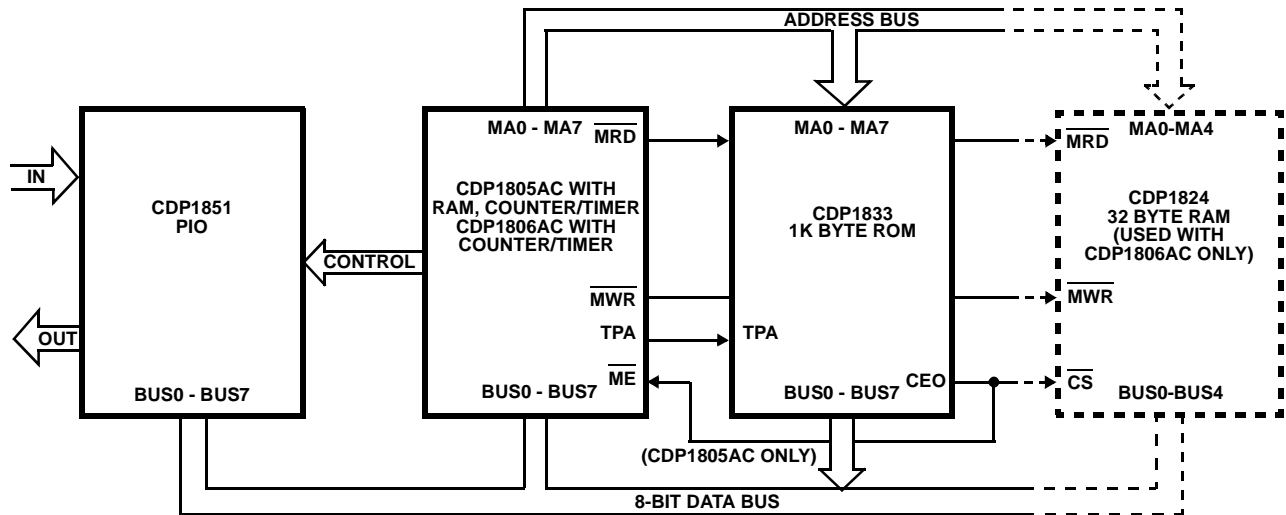 ADDRESS BUS
IN
OUT
CDP1851
PIO
BUS0 - BUS7
CONTROL
MA0 - MA7
MRD
CDP1805AC WITH
RAM, COUNTER/TIMER
CDP1806AC WITH
COUNTER/TIMER
MWR
TPA
ME
BUS0 - BUS7
MA0 - MA7
CDP1833
1K BYTE ROM
TPA
CEO
BUS0 - BUS7
(CDP1805AC ONLY)
MRD
MA0-MA4
CDP1824
32 BYTE RAM
(USED WITH
CDP1806AC ONLY)
MWR
CS
BUS0-BUS4
8-BIT DATA BUS